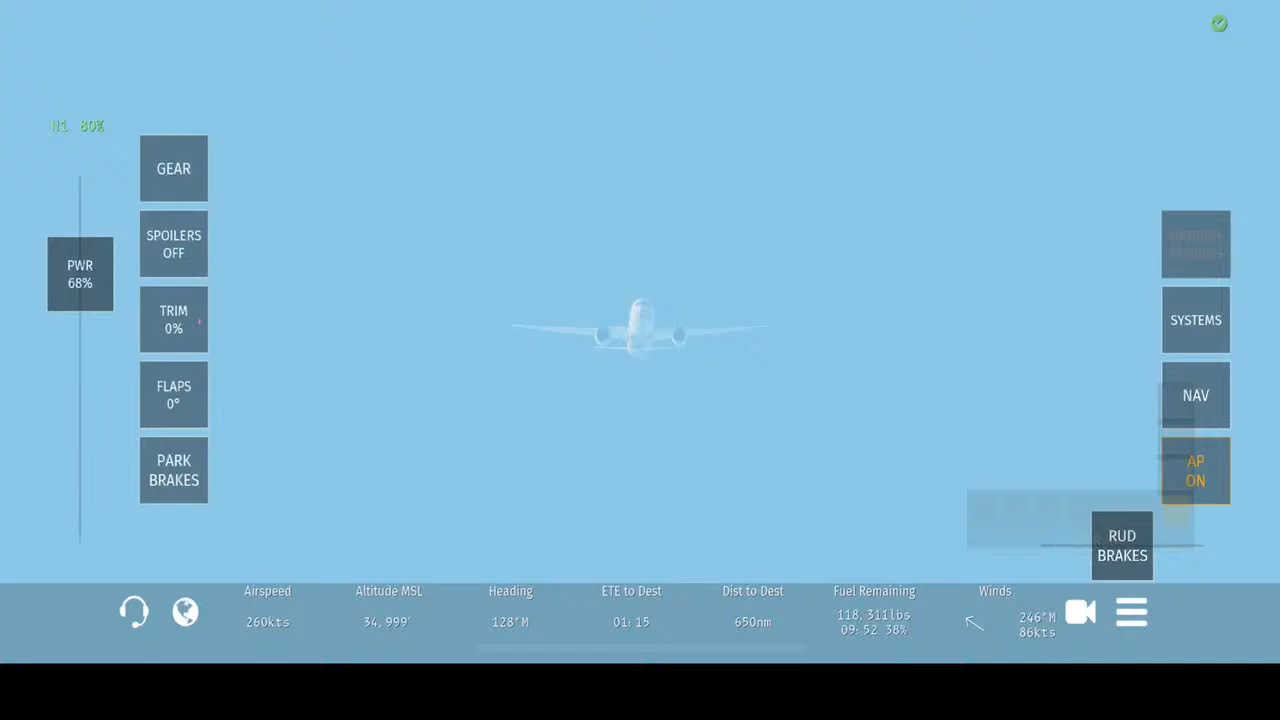 N1 80%
GEAR
SPOILERS
OFF
PWR
68%
TRIM
0%
SYSTEMS
FLAPS
0°
NAV
PARK
BRAKES
AP
ON
RUD
BRAKES
Airspeed Altitude MSL Heading ETE to Dest Dist to Dest Fuel Remaining Winds
260kts 34,999' 128°M 01:15 650nm 118,311lbs 246°M
09:52 38% 86kts